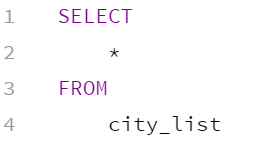 1 SELECT
2 *
3 FROM
4 city_list